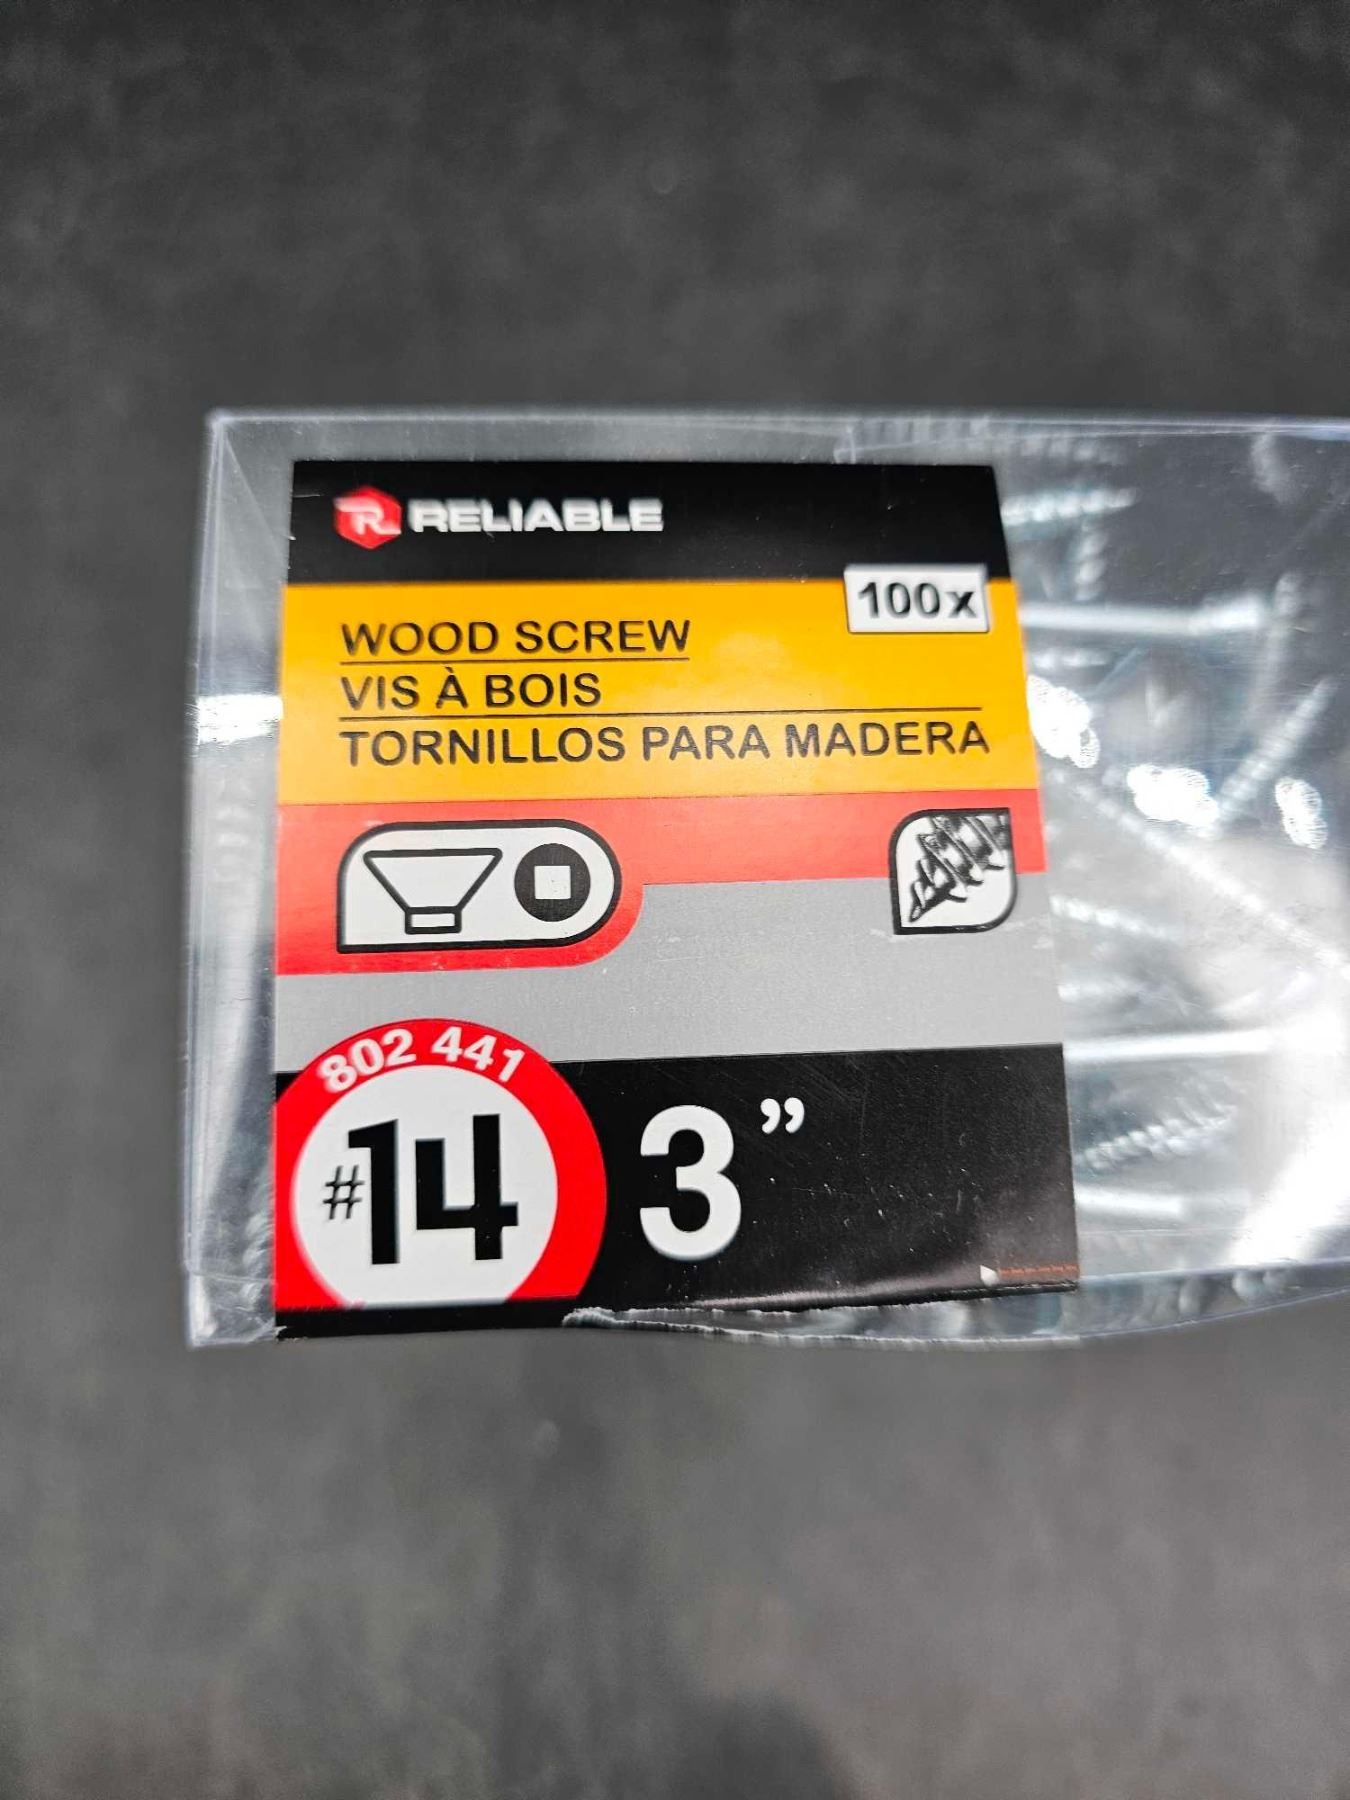 RELIABLE
100x
WOOD SCREW
VIS À BOIS
TORNILLOS PARA MADERA
802 441
#14
3”